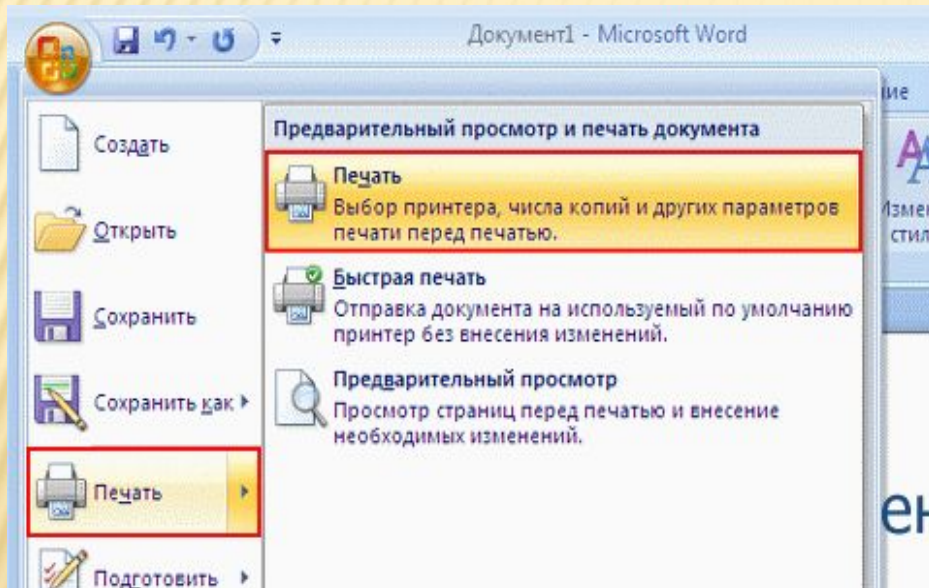 Документ1 - Microsoft Word
Создать
Открыть
Сохранить
Сохранить как
Печать
Подготовить
Предварительный просмотр и печать документа
Печать
Выбор принтера, числа копий и других параметров
печати перед печатью.
Быстрая печать
Отправка документа на используемый по умолчанию
принтер без внесения изменений.
Предварительный просмотр
Просмотр страниц перед печатью и внесение
необходимых изменений.